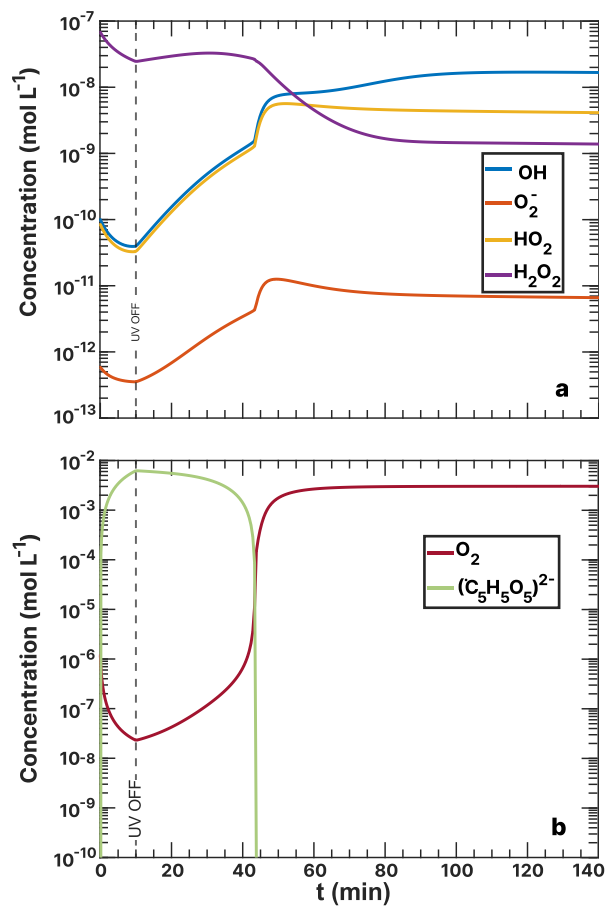 10⁻⁷
10⁻⁸
10⁻⁹
10⁻¹⁰
10⁻¹¹
10⁻¹²
10⁻¹³
Concentration (mol L⁻¹)
UV OFF
OH
O₂⁻
HO₂
H₂O₂
a
10⁻²
10⁻³
10⁻⁴
10⁻⁵
10⁻⁶
10⁻⁷
10⁻⁸
10⁻⁹
10⁻¹⁰
Concentration (mol L⁻¹)
UV OFF
O₂
(Ċ₅H₅O₅)²⁻
b
0 20 40 60 80 100 120 140
t (min)